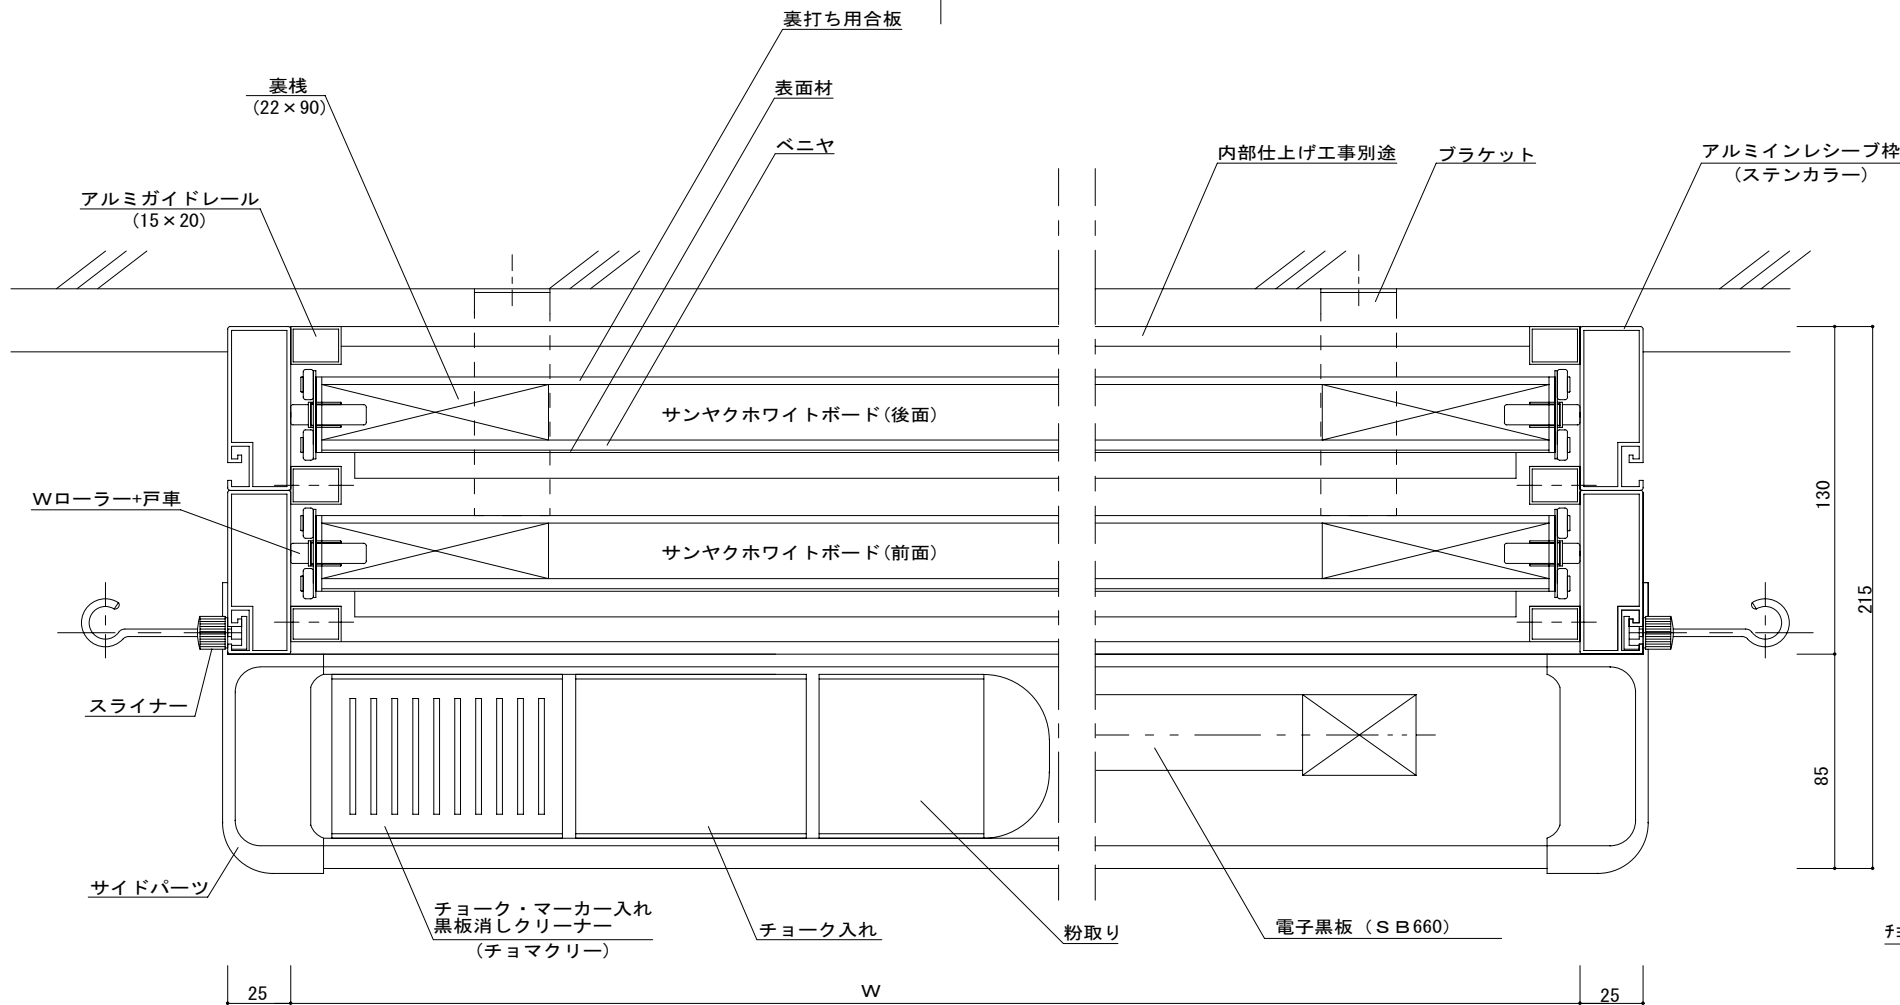 裏打ち用合板
裏桟
(22×90)
表面材
ベニヤ
内部仕上げ工事別途
ブラケット
アルミインレシーブ枠
(ステンカラー)
アルミガイドレール
(15×20)
サンヤクホワイトボード(後面)
Wローラー+戸車
サンヤクホワイトボード(前面)
130
215
スライナー
85
サイドパーツ
チョーク・マーカー入れ
黒板消しクリーナー
(チョマクリー)
チョーク入れ
粉取り
電子黒板(SB660)
25
W
25